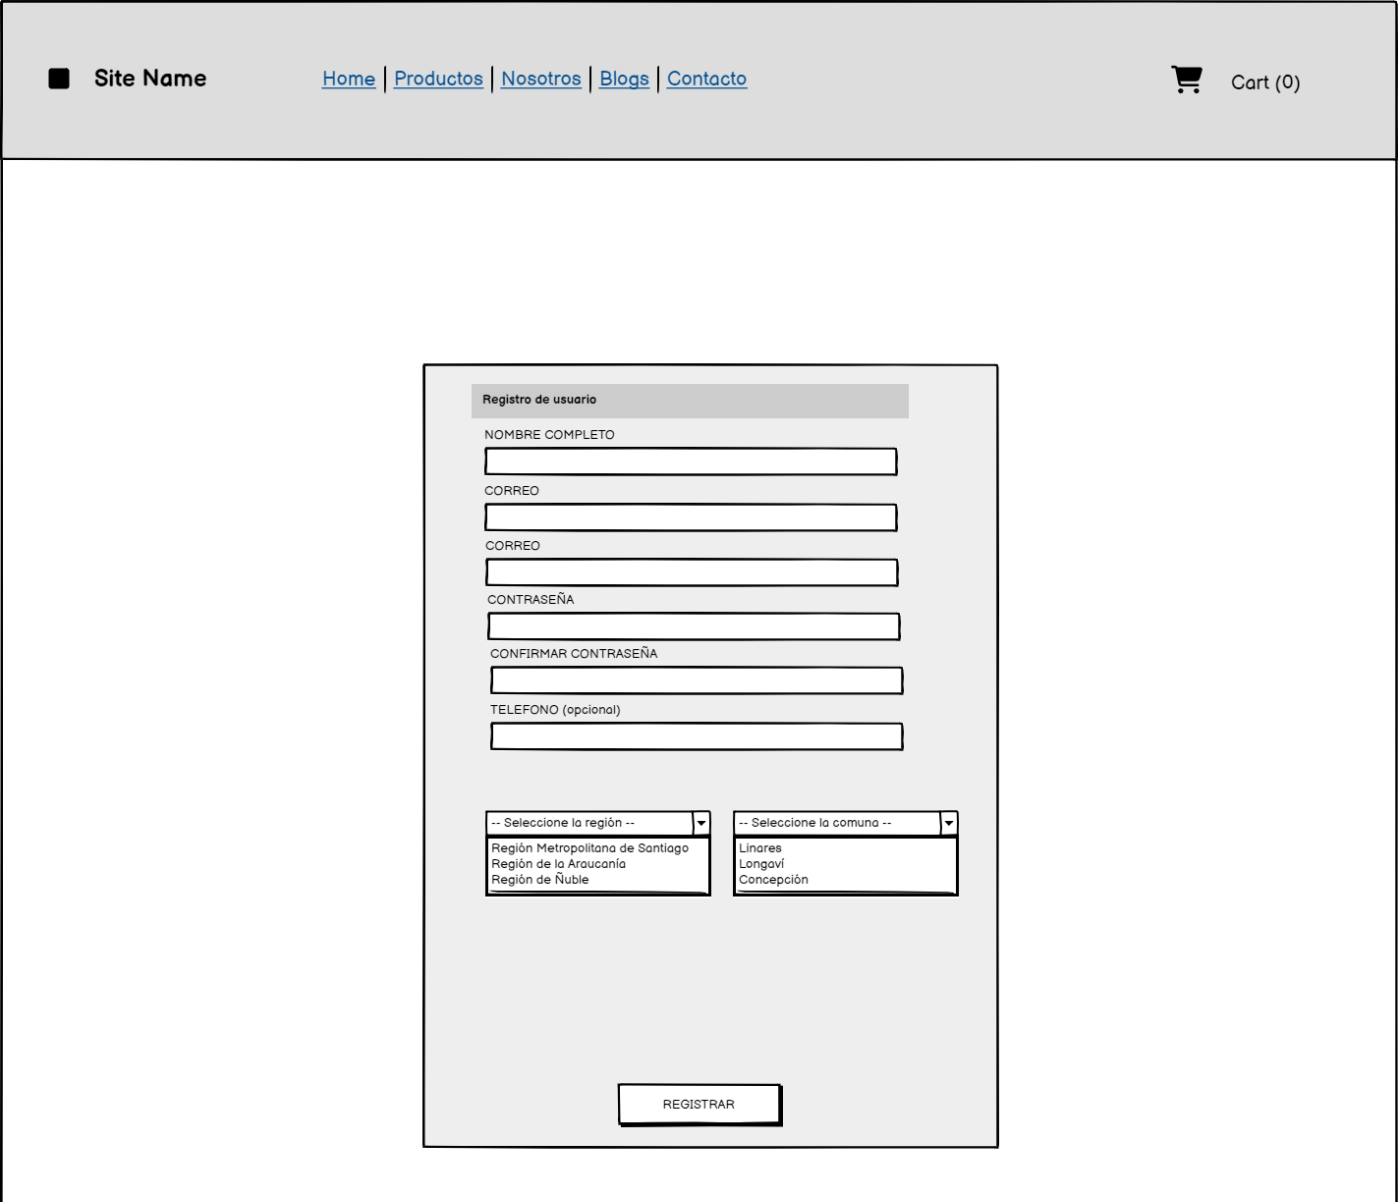 Site Name
Home | Productos | Nosotros | Blogs | Contacto
Cart (0)
Registro de usuario
NOMBRE COMPLETO
CORREO
CORREO
CONTRASEÑA
CONFIRMAR CONTRASEÑA
TELEFONO (opcional)
-- Seleccione la región --
Región Metropolitana de Santiago
Región de la Araucanía
Región de Ñuble
-- Seleccione la comuna --
Linares
Longaví
Concepción
REGISTRAR